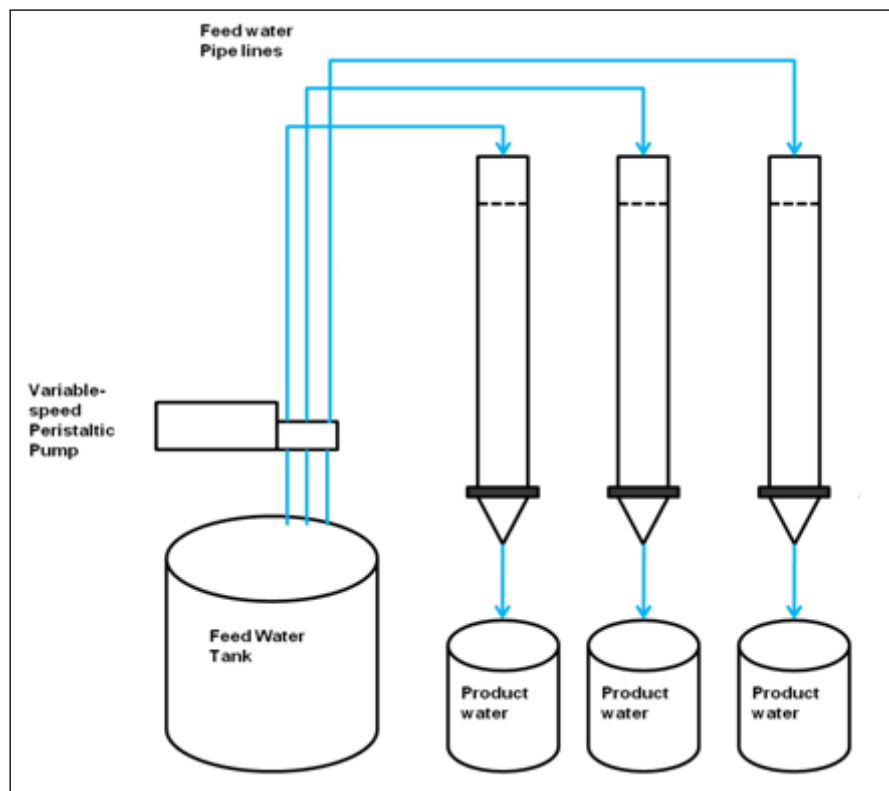 Feed water
Pipe lines
Variable-
speed
Peristaltic
Pump
Feed Water
Tank
Product
water
Product
water
Product
water